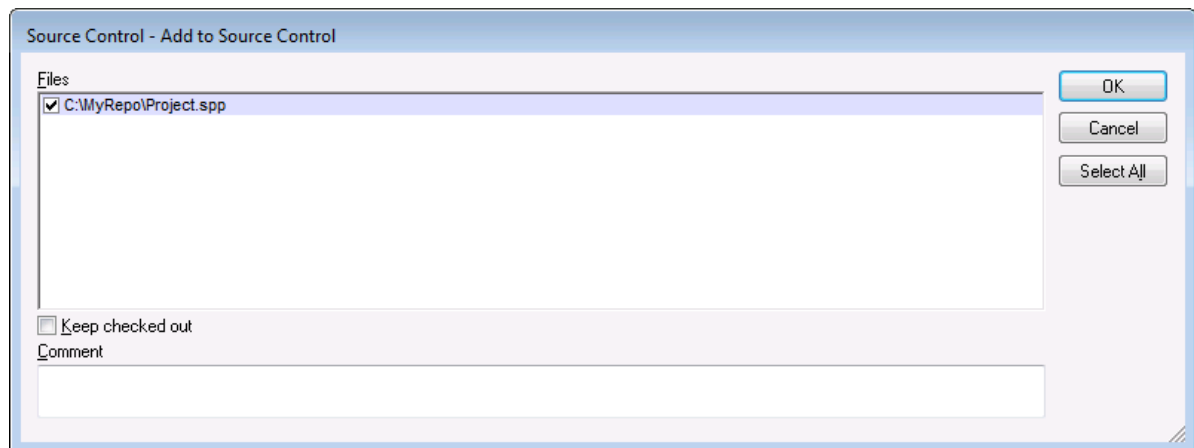 Source Control - Add to Source Control
Files
C:\MyRepo\Project.spp
OK
Cancel
Select All
Keep checked out
Comment